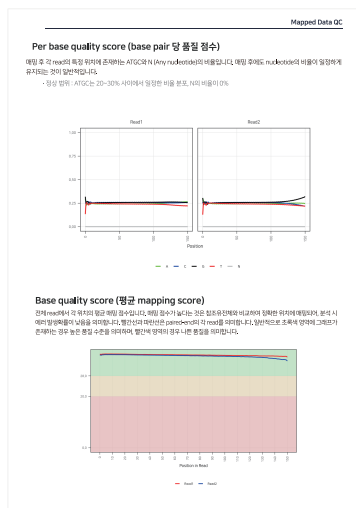 Mapped Data QC
Per base quality score (base pair 당 품질 점수)
매핑 후 각 read의 특정 위치에 존재하는 ATGC와 N (Any nucleotide)의 비율입니다. 매핑 후에도 nucleotide의 비율이 일정하게
유지되는 것이 일반적입니다.
- 정상 범위 : ATGC는 20~30% 사이에서 일정한 비율 분포, N의 비율이 0%
Read1 Read2
1.00
0.75
0.50
0.25
0.00
Position
A C G T N
Base quality score (평균 mapping score)
전체 read에서 각 위치의 평균 매핑 점수입니다. 매핑 점수가 높다는 것은 참조유전체와 비교하여 정확한 위치에 매핑되며, 분석 시
에러 발생확률이 낮음을 의미합니다. 빨간선과 파란선은 paired-end의 각 read를 의미합니다. 일반적으로 초록색 영역에 그래프가
존재하는 경우 높은 품질 수준을 의미하며, 빨간색 영역의 경우 나쁜 품질을 의미합니다.
Position in Read
Read1 Read2